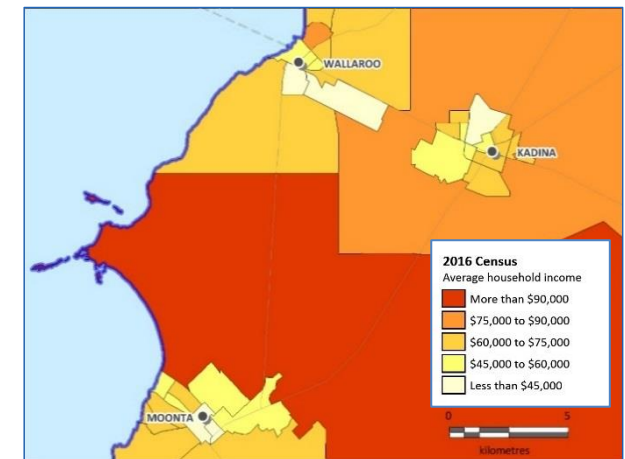 WALLAROO
KADINA
2016 Census
Average household income
More than $90,000
$75,000 to $90,000
$60,000 to $75,000
$45,000 to $60,000
Less than $45,000
MOONTA
0 5
kilometres